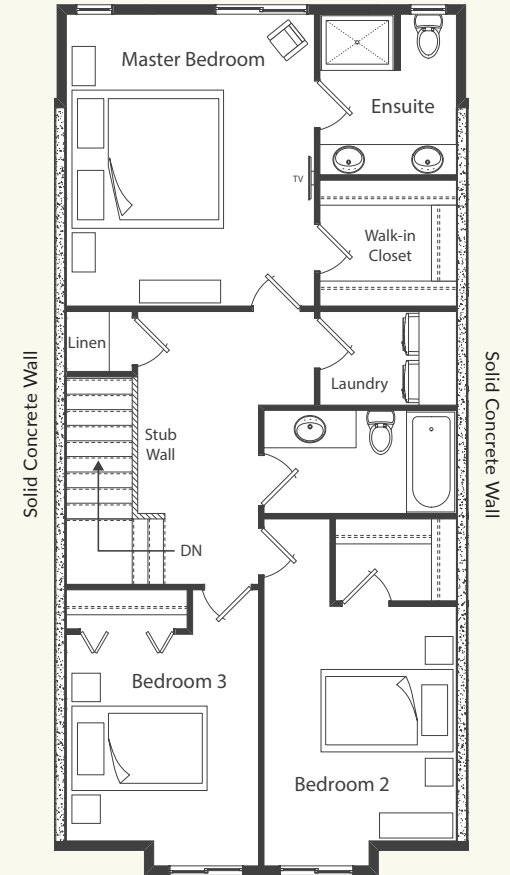 Master Bedroom
Ensuite
TV
Walk-in
Closet
Linen
Laundry
Solid Concrete Wall
Solid Concrete Wall
Stub
Wall
DN
Bedroom 3
Bedroom 2